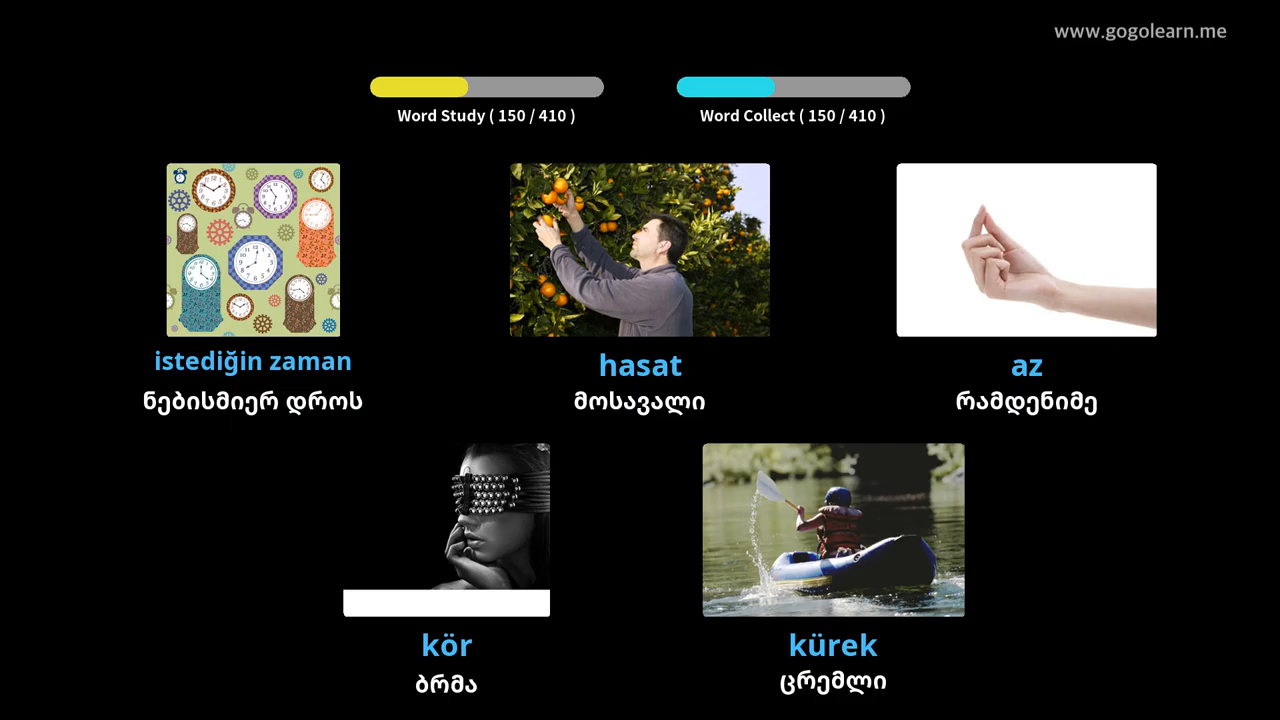 www.gogolearn.me
Word Study ( 150 / 410 )
Word Collect ( 150 / 410 )
istediğin zaman
ნებისმიერ დროს
hasat
მოსავალი
az
რამდენიმე
kör
ბრმა
kürek
ცრემლი